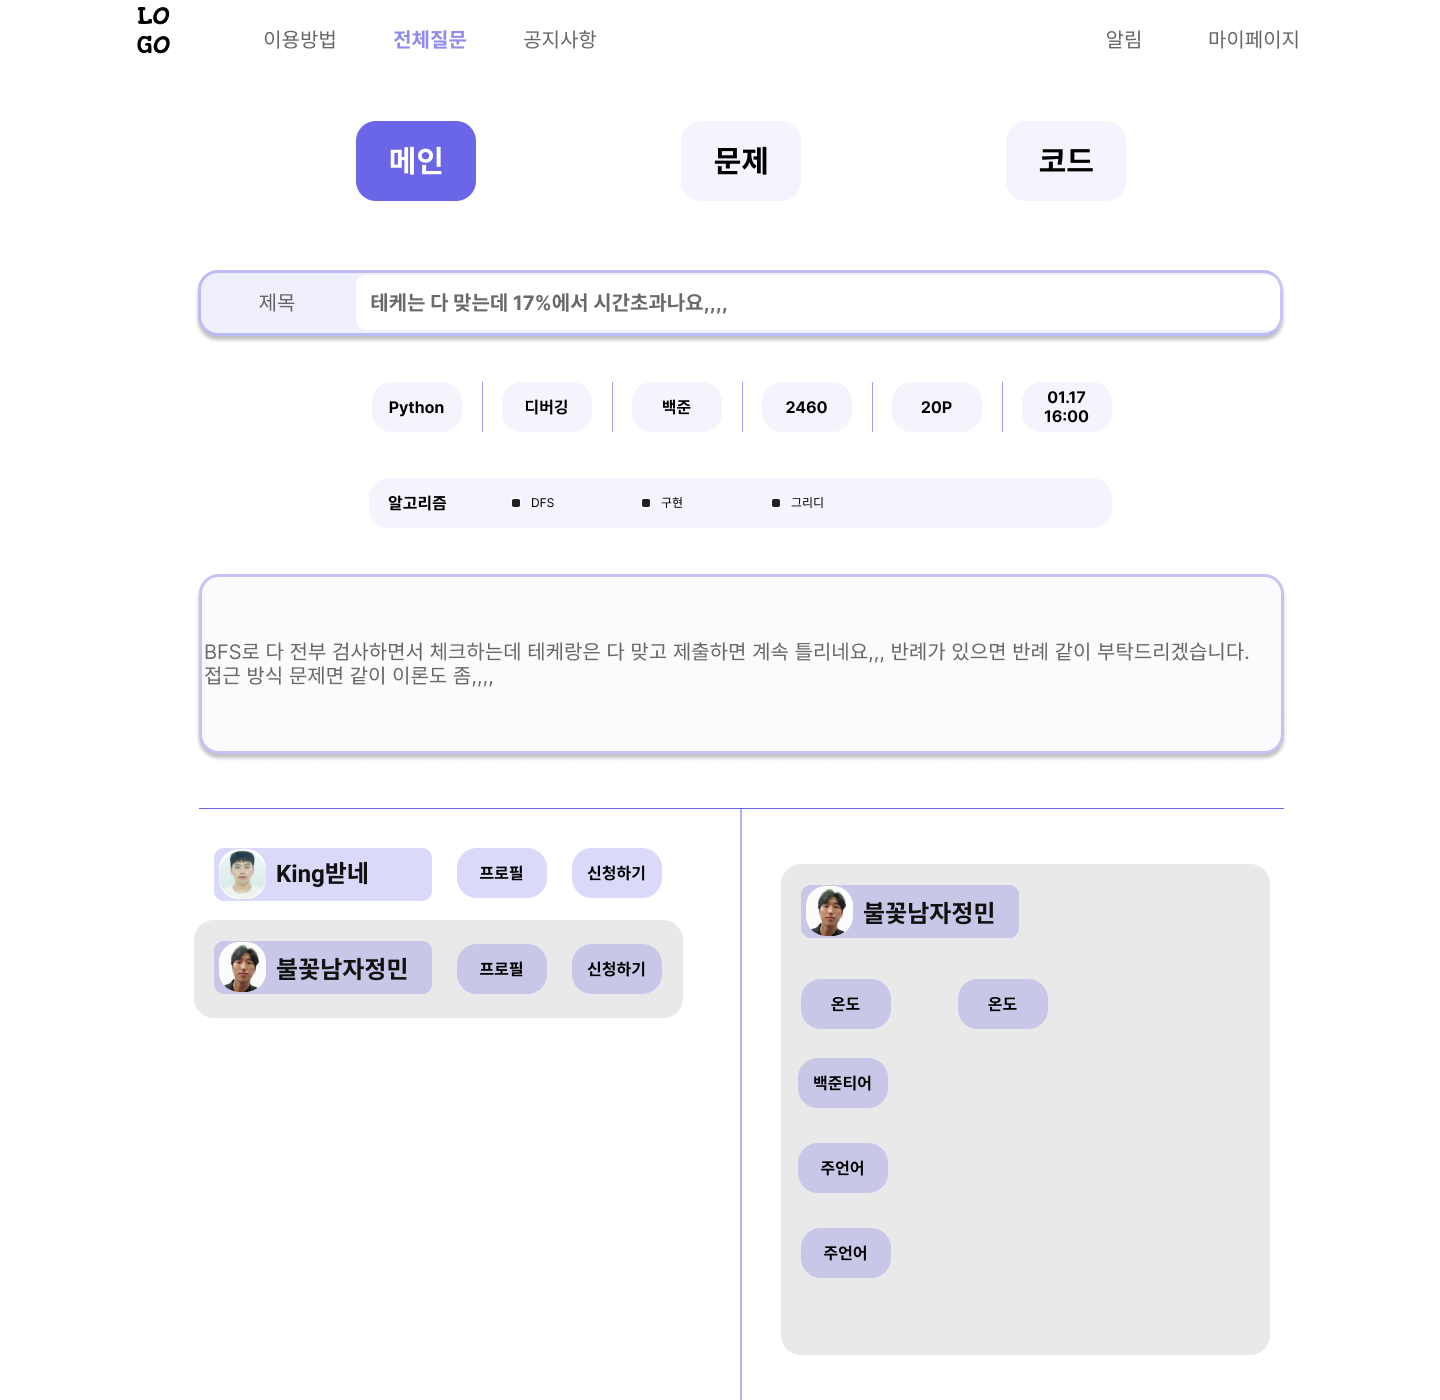 LO
GO
이용방법 전체질문 공지사항 알림 마이페이지
메인 문제 코드
제목 테케는 다 맞는데 17%에서 시간초과나요,,,,
Python 디버깅 백준 2460 20P 01.17
16:00
알고리즘 DFS 구현 그리디
BFS로 다 전부 검사하면서 체크하는데 테케랑은 다 맞고 제출하면 계속 틀리네요,,, 반례가 있으면 반례 같이 부탁드리겠습니다.
접근 방식 문제면 같이 이론도 좀,,,,
King받네 프로필 신청하기
불꽃남자정민 프로필 신청하기
불꽃남자정민
온도 온도
백준티어
주언어
주언어